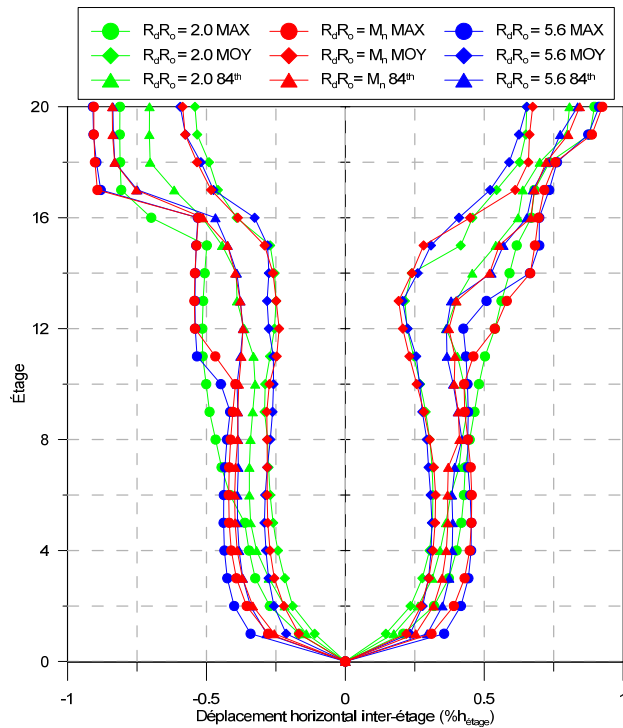 RdRo = 2.0 MAX RdRo = Mn MAX RdRo = 5.6 MAX
RdRo = 2.0 MOY RdRo = Mn MOY RdRo = 5.6 MOY
RdRo = 2.0 84th RdRo = Mn 84th RdRo = 5.6 84th
20
16
12
8
4
0
Étage
-1 -0.5 0 0.5 1
Déplacement horizontal inter-étage (%hétage)